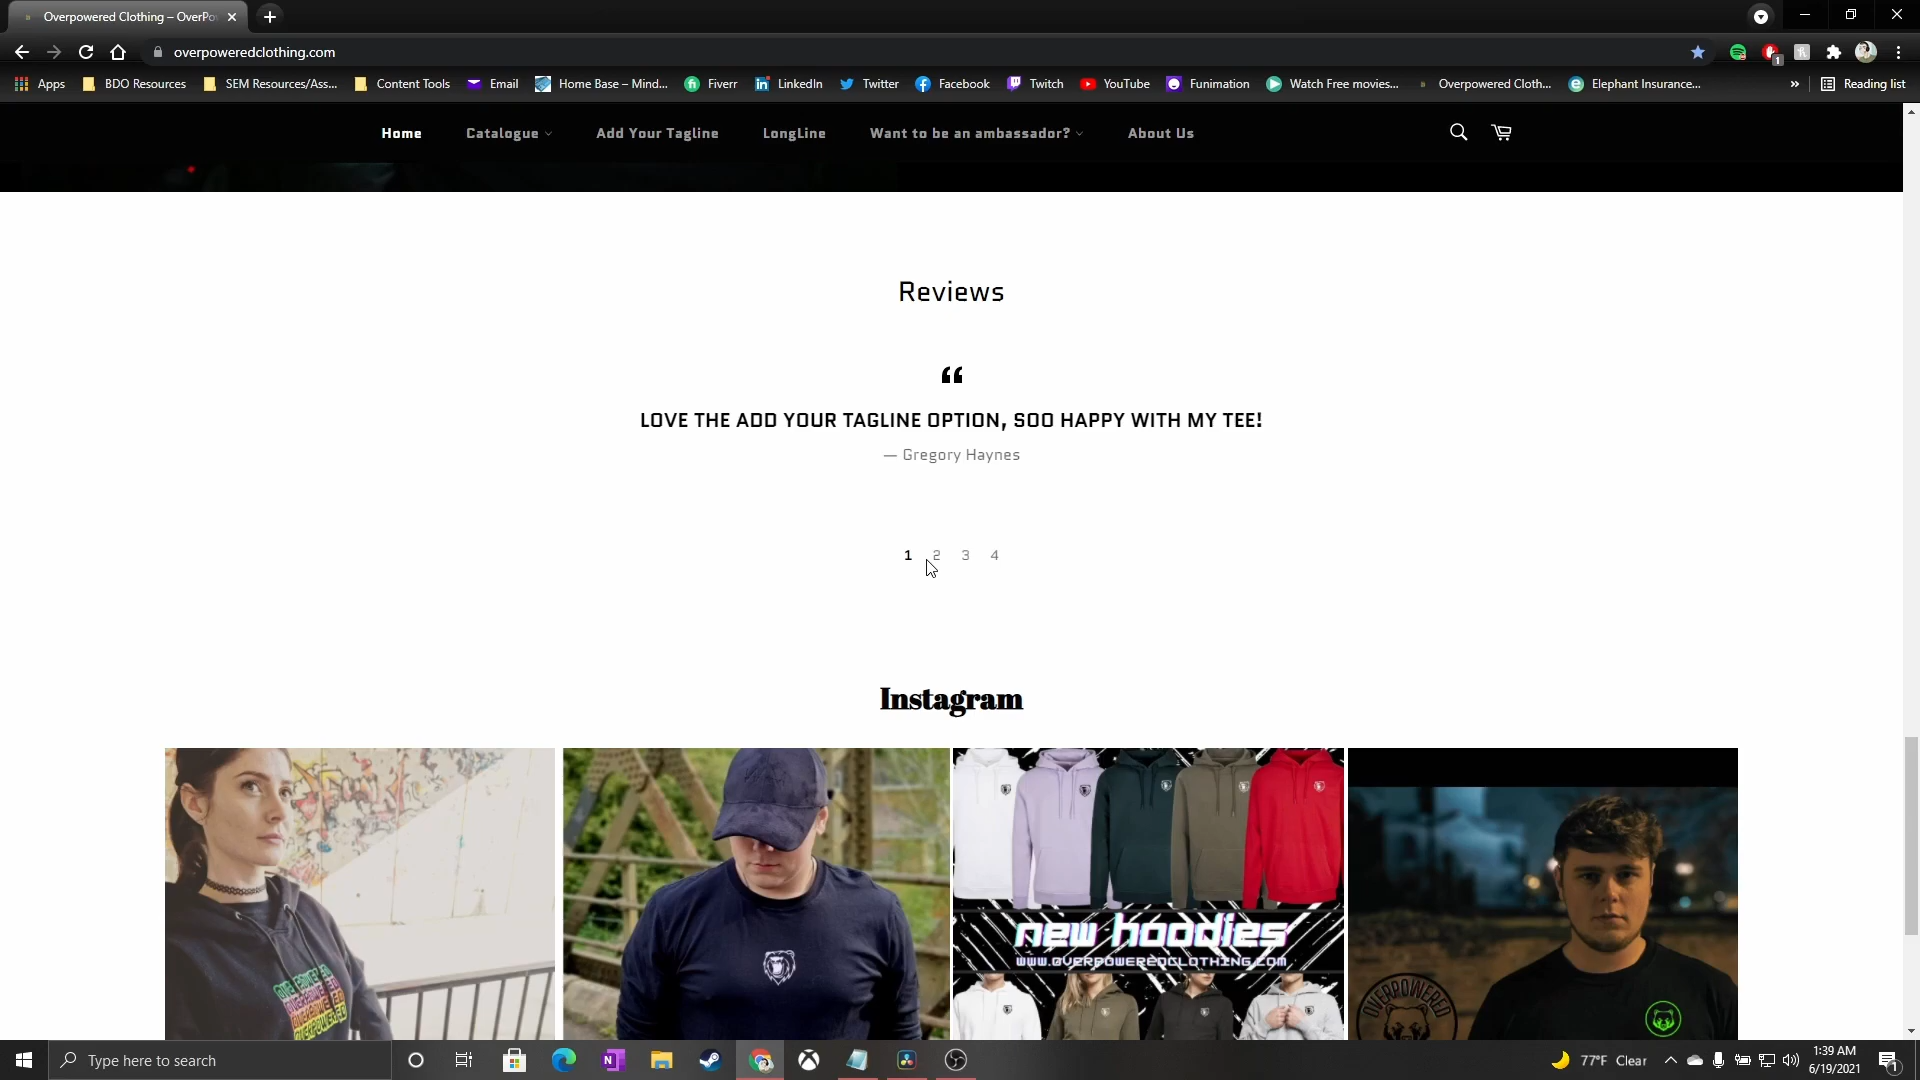 Overpowered Clothing – OverPo
overpoweredclothing.com
1
Apps
BDO Resources
SEM Resources/Ass...
Content Tools
Email
Home Base – Mind...
Fiverr
LinkedIn
Twitter
Facebook
Twitch
YouTube
Funimation
Watch Free movies...
Overpowered Cloth...
Elephant Insurance...
»
Reading list
Home
Catalogue
Add Your Tagline
LongLine
Want to be an ambassador?
About Us
Reviews
“
LOVE THE ADD YOUR TAGLINE OPTION, SOO HAPPY WITH MY TEE!
— Gregory Haynes
1 2 3 4
Instagram
new hoodies
www.overpoweredclothing.com
OVERPOWERED
OVERPOWERED
Type here to search
77°F Clear
1:39 AM
6/19/2021
1